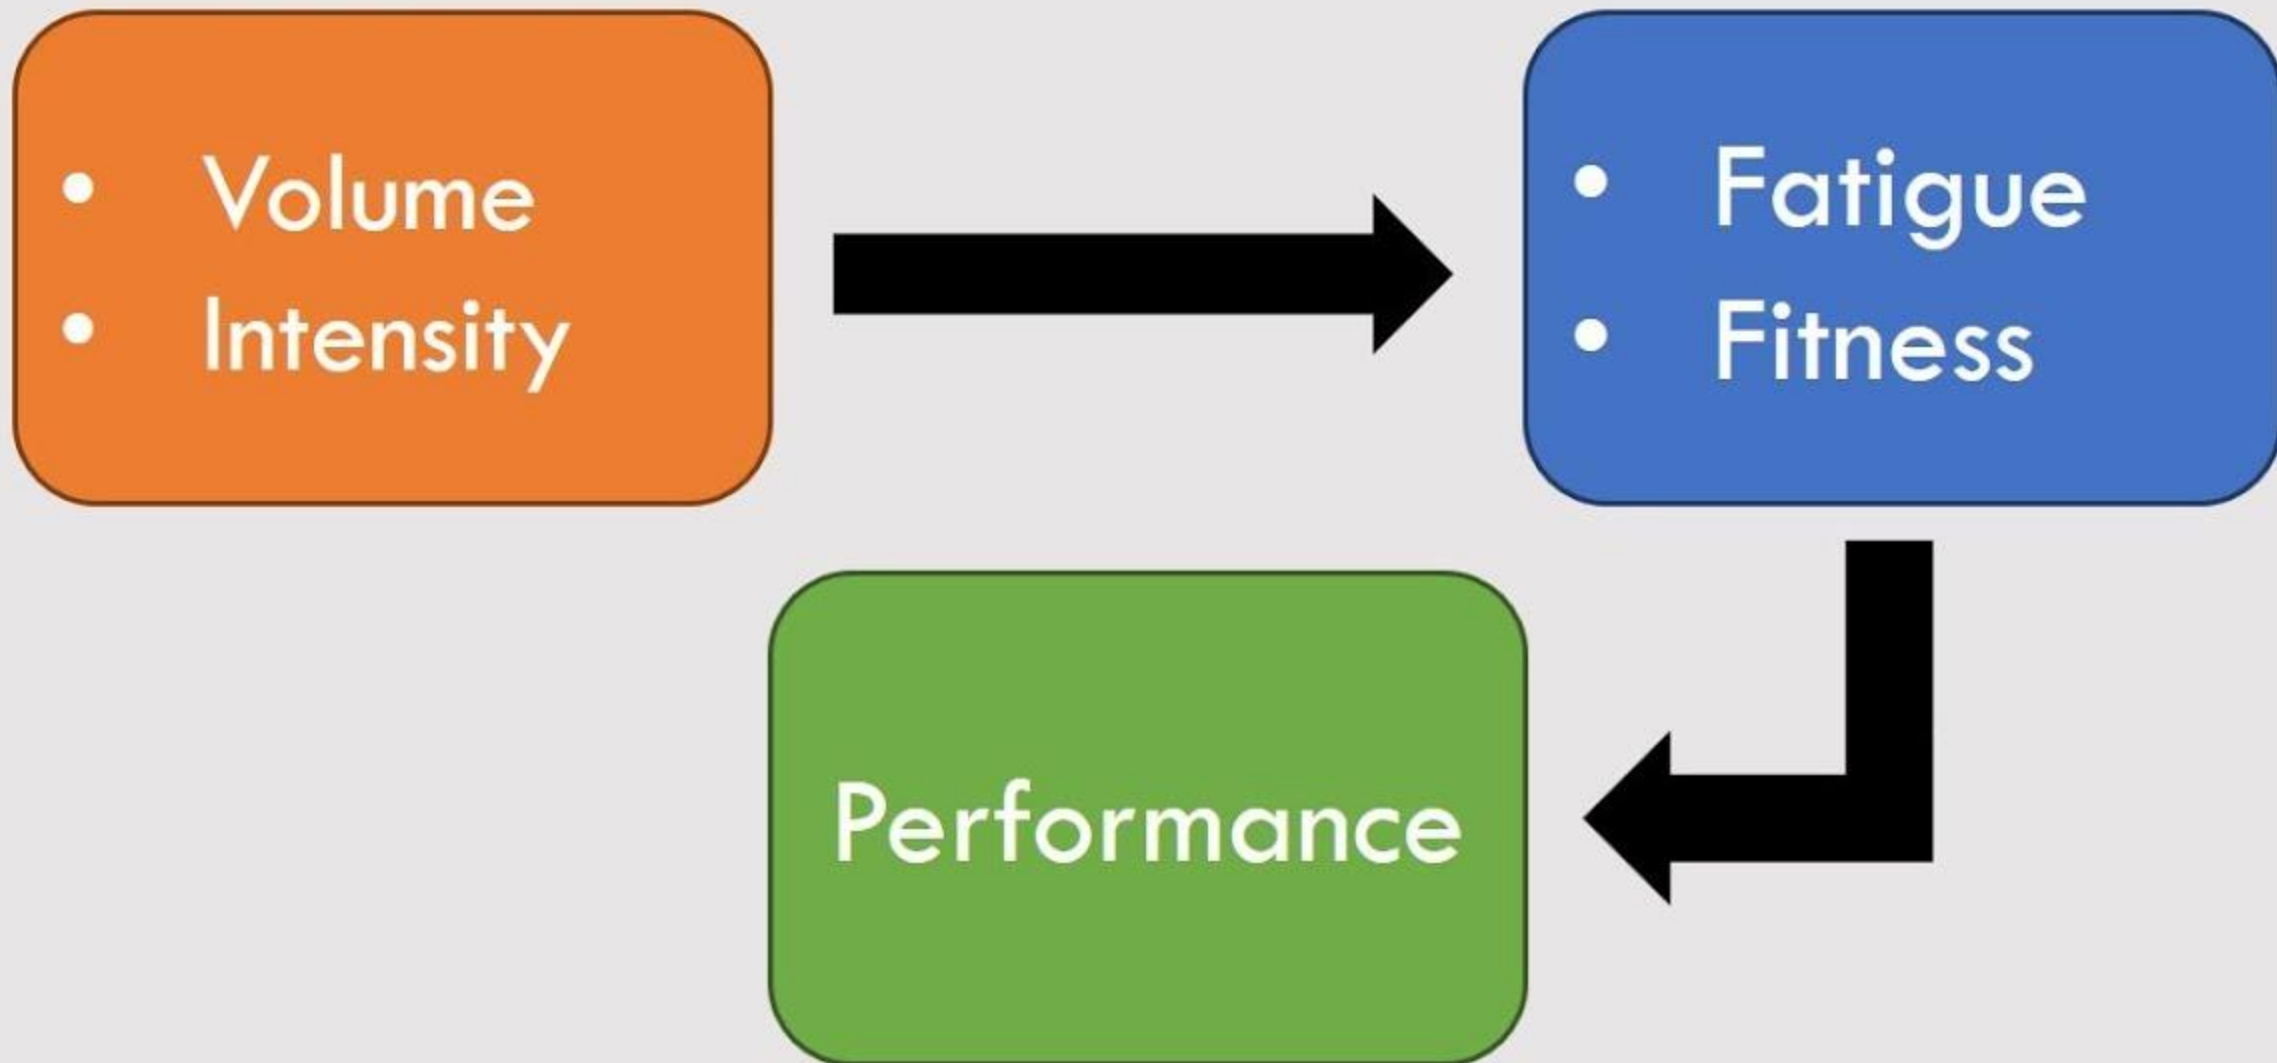 • Volume
• Intensity
• Fatigue
• Fitness
Performance